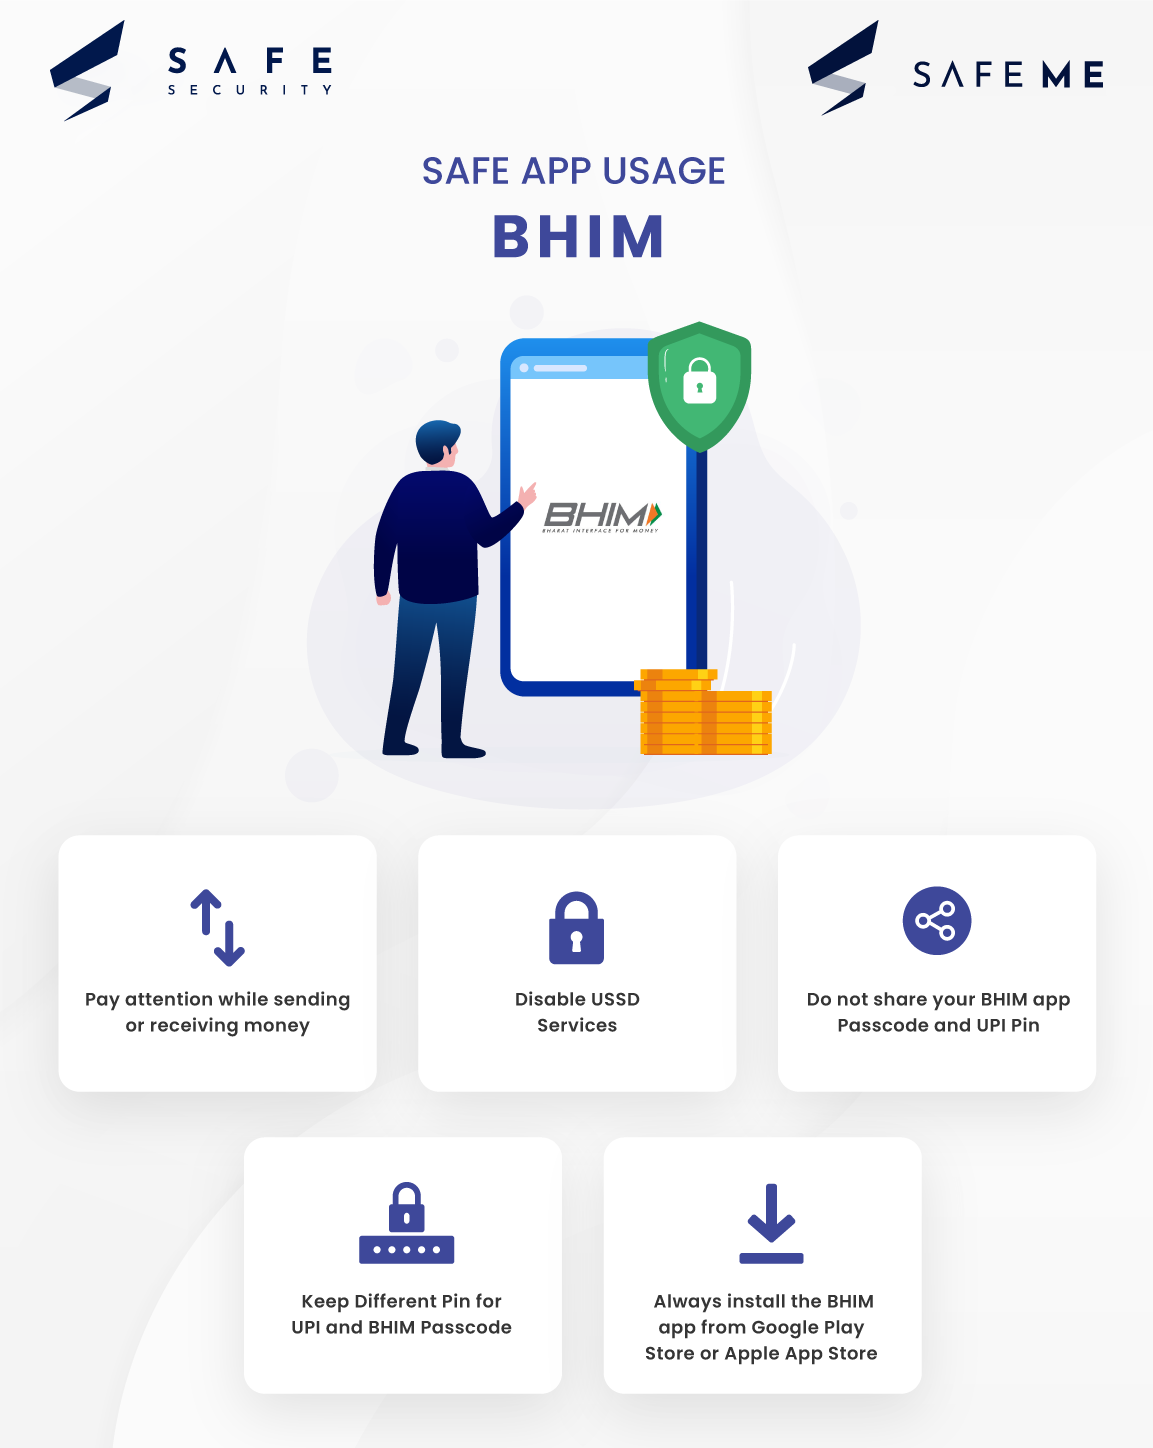 SAFE
SECURITY
SAFE ME
SAFE APP USAGE
BHIM
BHIM
BHARAT INTERFACE FOR MONEY
Pay attention while sending
or receiving money
Disable USSD
Services
Do not share your BHIM app
Passcode and UPI Pin
Keep Different Pin for
UPI and BHIM Passcode
Always install the BHIM
app from Google Play
Store or Apple App Store